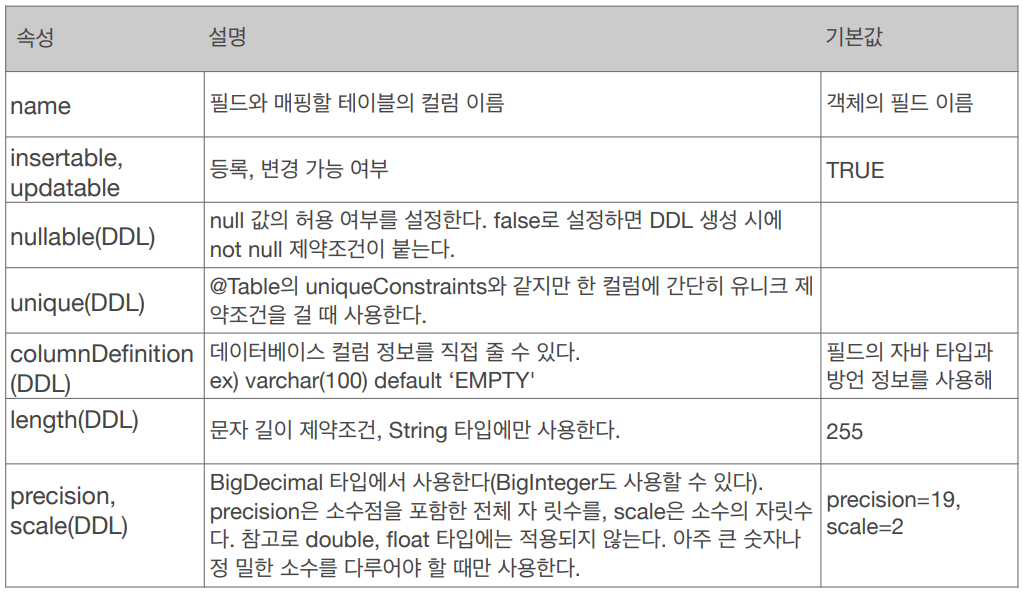 속성 설명 기본값
name 필드와 매핑할 테이블의 컬럼 이름 객체의 필드 이름
insertable,
updatable
등록, 변경 가능 여부 TRUE
nullable(DDL)
null 값의 허용 여부를 설정한다. false로 설정하면 DDL 생성 시에
not null 제약조건이 붙는다.
unique(DDL)
@Table의 uniqueConstraints와 같지만 한 컬럼에 간단히 유니크 제
약조건을 걸 때 사용한다.
columnDefinition
(DDL)
데이터베이스 컬럼 정보를 직접 줄 수 있다.
ex) varchar(100) default ‘EMPTY'
필드의 자바 타입과
방언 정보를 사용해
length(DDL)
문자 길이 제약조건, String 타입에만 사용한다. 255
precision,
scale(DDL)
BigDecimal 타입에서 사용한다(BigInteger도 사용할 수 있다).
precision은 소수점을 포함한 전체 자 릿수를, scale은 소수의 자릿수
다. 참고로 double, float 타입에는 적용되지 않는다. 아주 큰 숫자나
정 밀한 소수를 다루어야 할 때만 사용한다.
precision=19,
scale=2